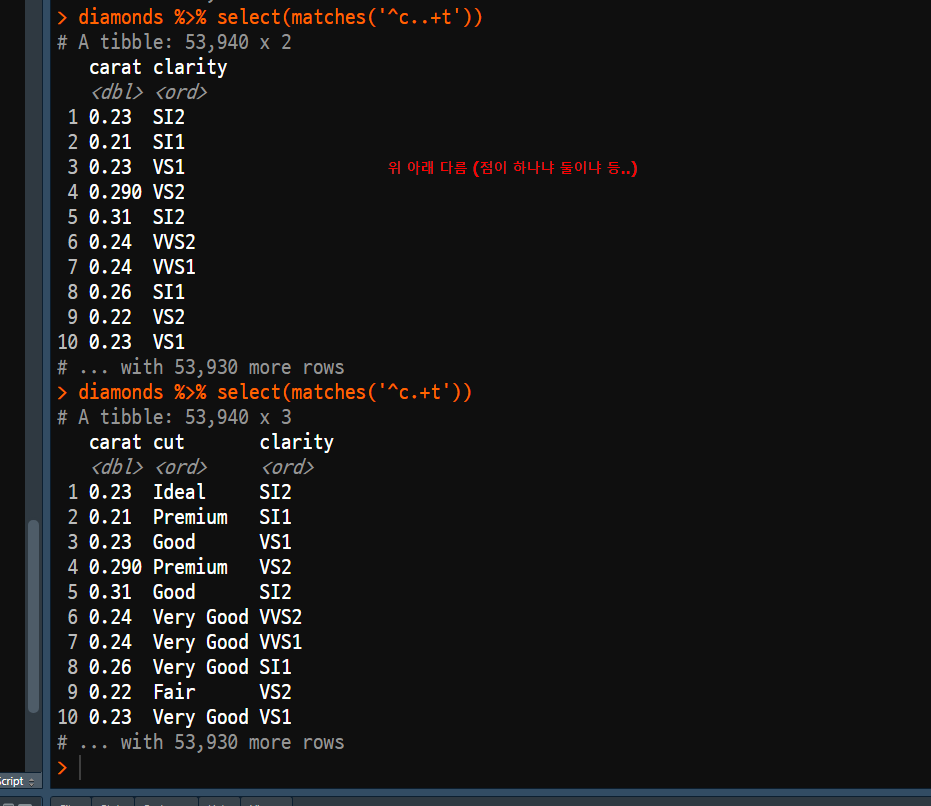 > diamonds %>% select(matches('^c..+t'))
# A tibble: 53,940 x 2
carat clarity
<dbl> <ord>
1 0.23 SI2
2 0.21 SI1
3 0.23 VS1
위 아래 다름 (점이 하나냐 둘이냐 등..)
4 0.290 VS2
5 0.31 SI2
6 0.24 VVS2
7 0.24 VVS1
8 0.26 SI1
9 0.22 VS2
10 0.23 VS1
# ... with 53,930 more rows
> diamonds %>% select(matches('^c.+t'))
# A tibble: 53,940 x 3
carat cut clarity
<dbl> <ord> <ord>
1 0.23 Ideal SI2
2 0.21 Premium SI1
3 0.23 Good VS1
4 0.290 Premium VS2
5 0.31 Good SI2
6 0.24 Very Good VVS2
7 0.24 Very Good VVS1
8 0.26 Very Good SI1
9 0.22 Fair VS2
10 0.23 Very Good VS1
# ... with 53,930 more rows
>
Script